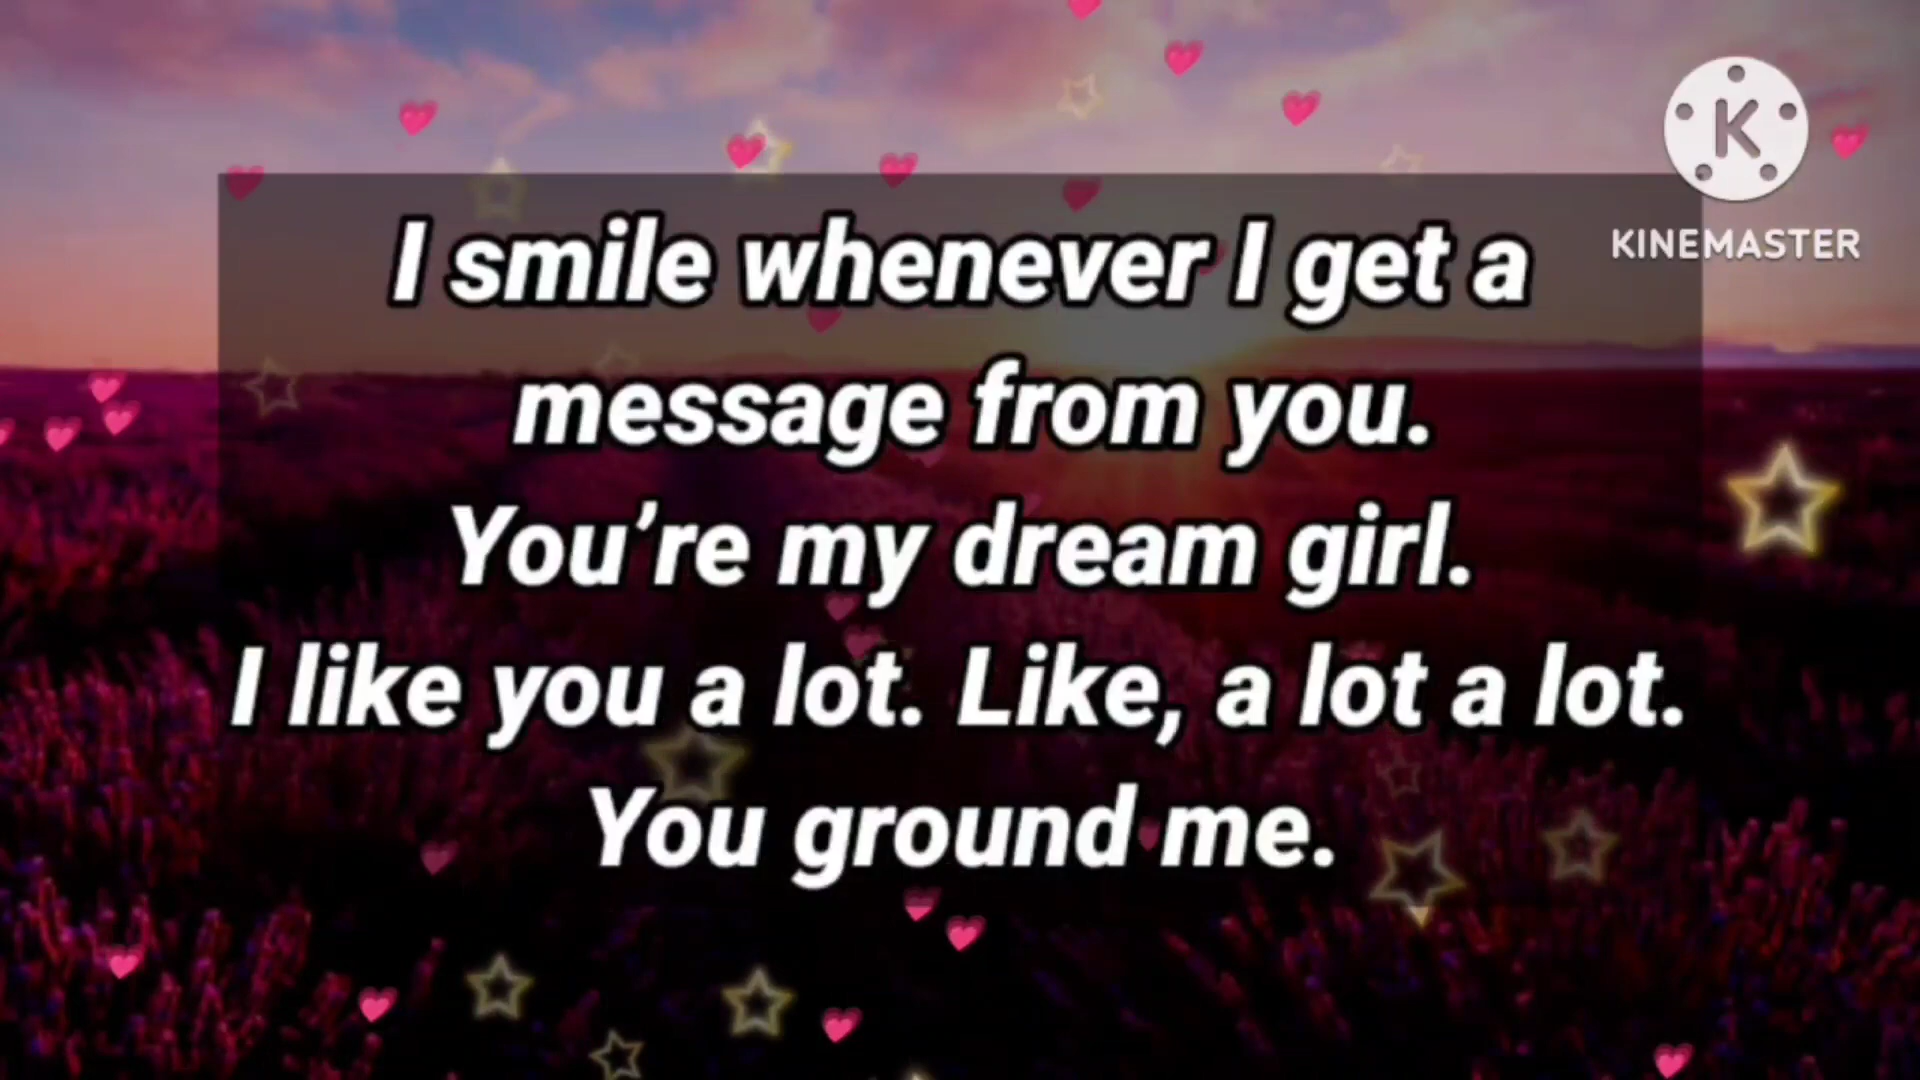 I smile whenever I get a
message from you.
You’re my dream girl.
I like you a lot. Like, a lot a lot.
You ground me.
K
KINEMASTER